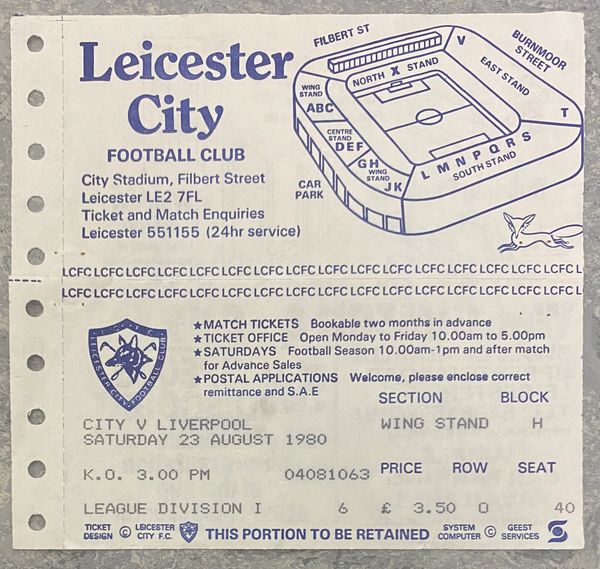 Leicester
City
FOOTBALL CLUB
City Stadium, Filbert Street
Leicester LE2 7FL
Ticket and Match Enquiries
Leicester 551155 (24hr service)
FILBERT ST
BURNMOOR
STREET
NORTH X STAND
V
EAST STAND
T
WING
STAND
ABC
CENTRE
STAND
DEF
GH
WING
STAND
JK
L M N P Q R S
SOUTH STAND
CAR
PARK
LCFC LCFC LCFC LCFC LCFC LCFC LCFC LCFC LCFC LCFC LCFC LCFC LCFC LCFC LCFC LCFC L
LCFC LCFC LCFC LCFC LCFC LCFC LCFC LCFC LCFC LCFC LCFC LCFC LCFC LCFC LCFC LCFC L
L C F C
LEICESTER CITY FOOTBALL CLUB
★MATCH TICKETS Bookable two months in advance
★TICKET OFFICE Open Monday to Friday 10.00am to 5.00pm
★SATURDAYS Football Season 10.00am-1pm and after match
for Advance Sales
★POSTAL APPLICATIONS Welcome, please enclose correct
remittance and S.A.E
SECTION BLOCK
CITY V LIVERPOOL WING STAND H
SATURDAY 23 AUGUST 1980
K.O. 3.00 PM 04081063 PRICE ROW SEAT
LEAGUE DIVISION I 6 £ 3.50 O 40
TICKET DESIGN © LEICESTER CITY F.C. THIS PORTION TO BE RETAINED SYSTEM COMPUTER © GEEST SERVICES